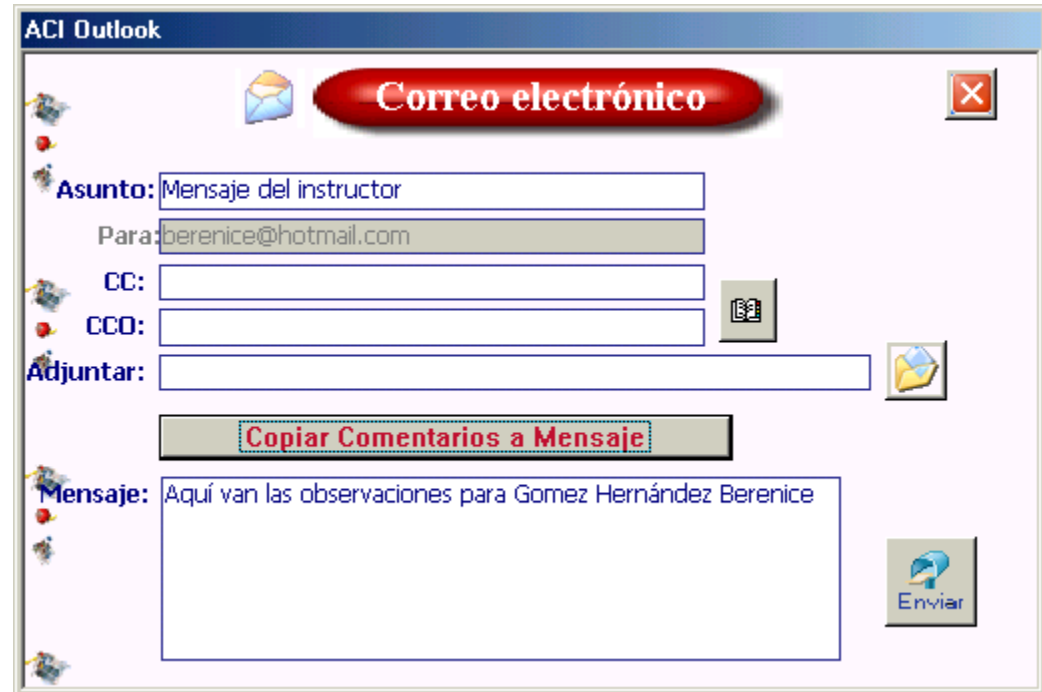 ACI Outlook
Correo electrónico
Asunto: Mensaje del instructor
Para: berenice@hotmail.com
CC:
CCO:
Adjuntar:
Copiar Comentarios a Mensaje
Mensaje: Aquí van las observaciones para Gomez Hernández Berenice
Enviar